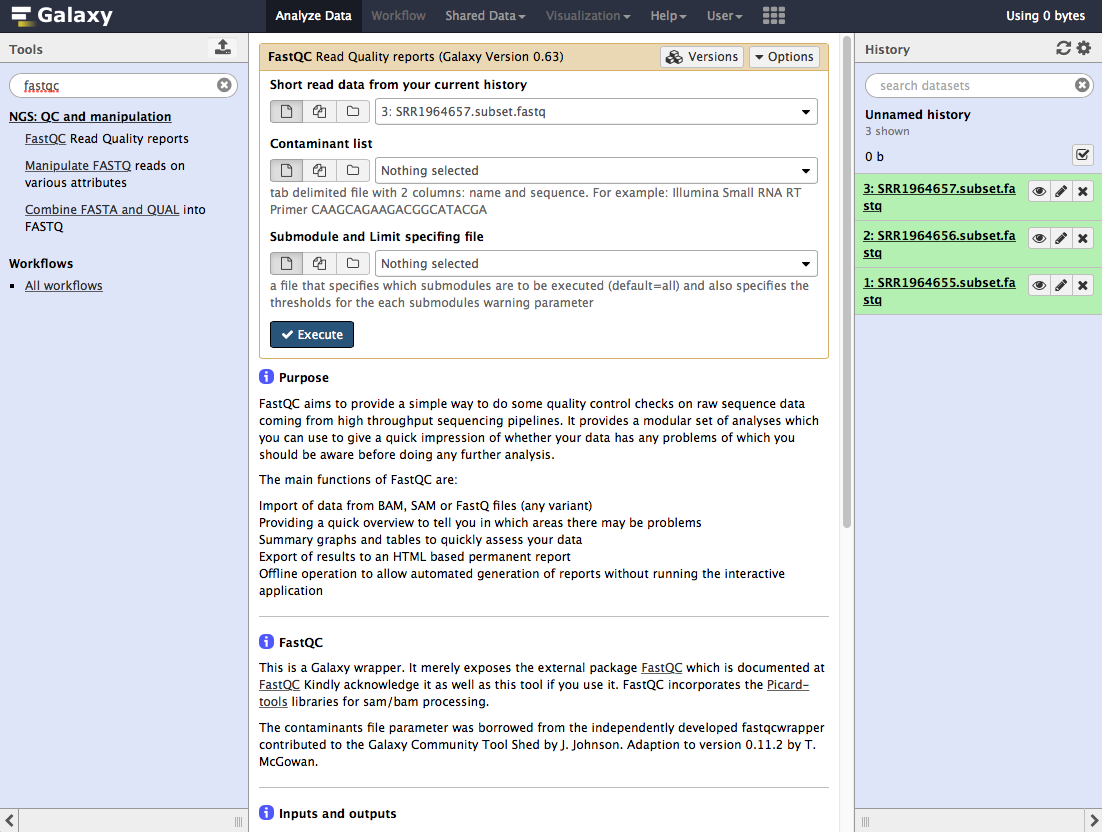 Galaxy
Analyze Data
Workflow
Shared Data
Visualization
Help
User
Using 0 bytes
Tools
fastqc
NGS: QC and manipulation
FastQC Read Quality reports
Manipulate FASTQ reads on
various attributes
Combine FASTA and QUAL into
FASTQ
Workflows
All workflows
FastQC Read Quality reports (Galaxy Version 0.63)
Versions
Options
Short read data from your current history
3: SRR1964657.subset.fastq
Contaminant list
Nothing selected
tab delimited file with 2 columns: name and sequence. For example: Illumina Small RNA RT
Primer CAAGCAGAAGACGGCATACGA
Submodule and Limit specifing file
Nothing selected
a file that specifies which submodules are to be executed (default=all) and also specifies the
thresholds for the each submodules warning parameter
Execute
Purpose
FastQC aims to provide a simple way to do some quality control checks on raw sequence data
coming from high throughput sequencing pipelines. It provides a modular set of analyses which
you can use to give a quick impression of whether your data has any problems of which you
should be aware before doing any further analysis.
The main functions of FastQC are:
Import of data from BAM, SAM or FastQ files (any variant)
Providing a quick overview to tell you in which areas there may be problems
Summary graphs and tables to quickly assess your data
Export of results to an HTML based permanent report
Offline operation to allow automated generation of reports without running the interactive
application
FastQC
This is a Galaxy wrapper. It merely exposes the external package FastQC which is documented at
FastQC Kindly acknowledge it as well as this tool if you use it. FastQC incorporates the Picard-
tools libraries for sam/bam processing.
The contaminants file parameter was borrowed from the independently developed fastqcwrapper
contributed to the Galaxy Community Tool Shed by J. Johnson. Adaption to version 0.11.2 by T.
McGowan.
Inputs and outputs
History
search datasets
Unnamed history
3 shown
0 b
3: SRR1964657.subset.fa
stq
2: SRR1964656.subset.fa
stq
1: SRR1964655.subset.fa
stq